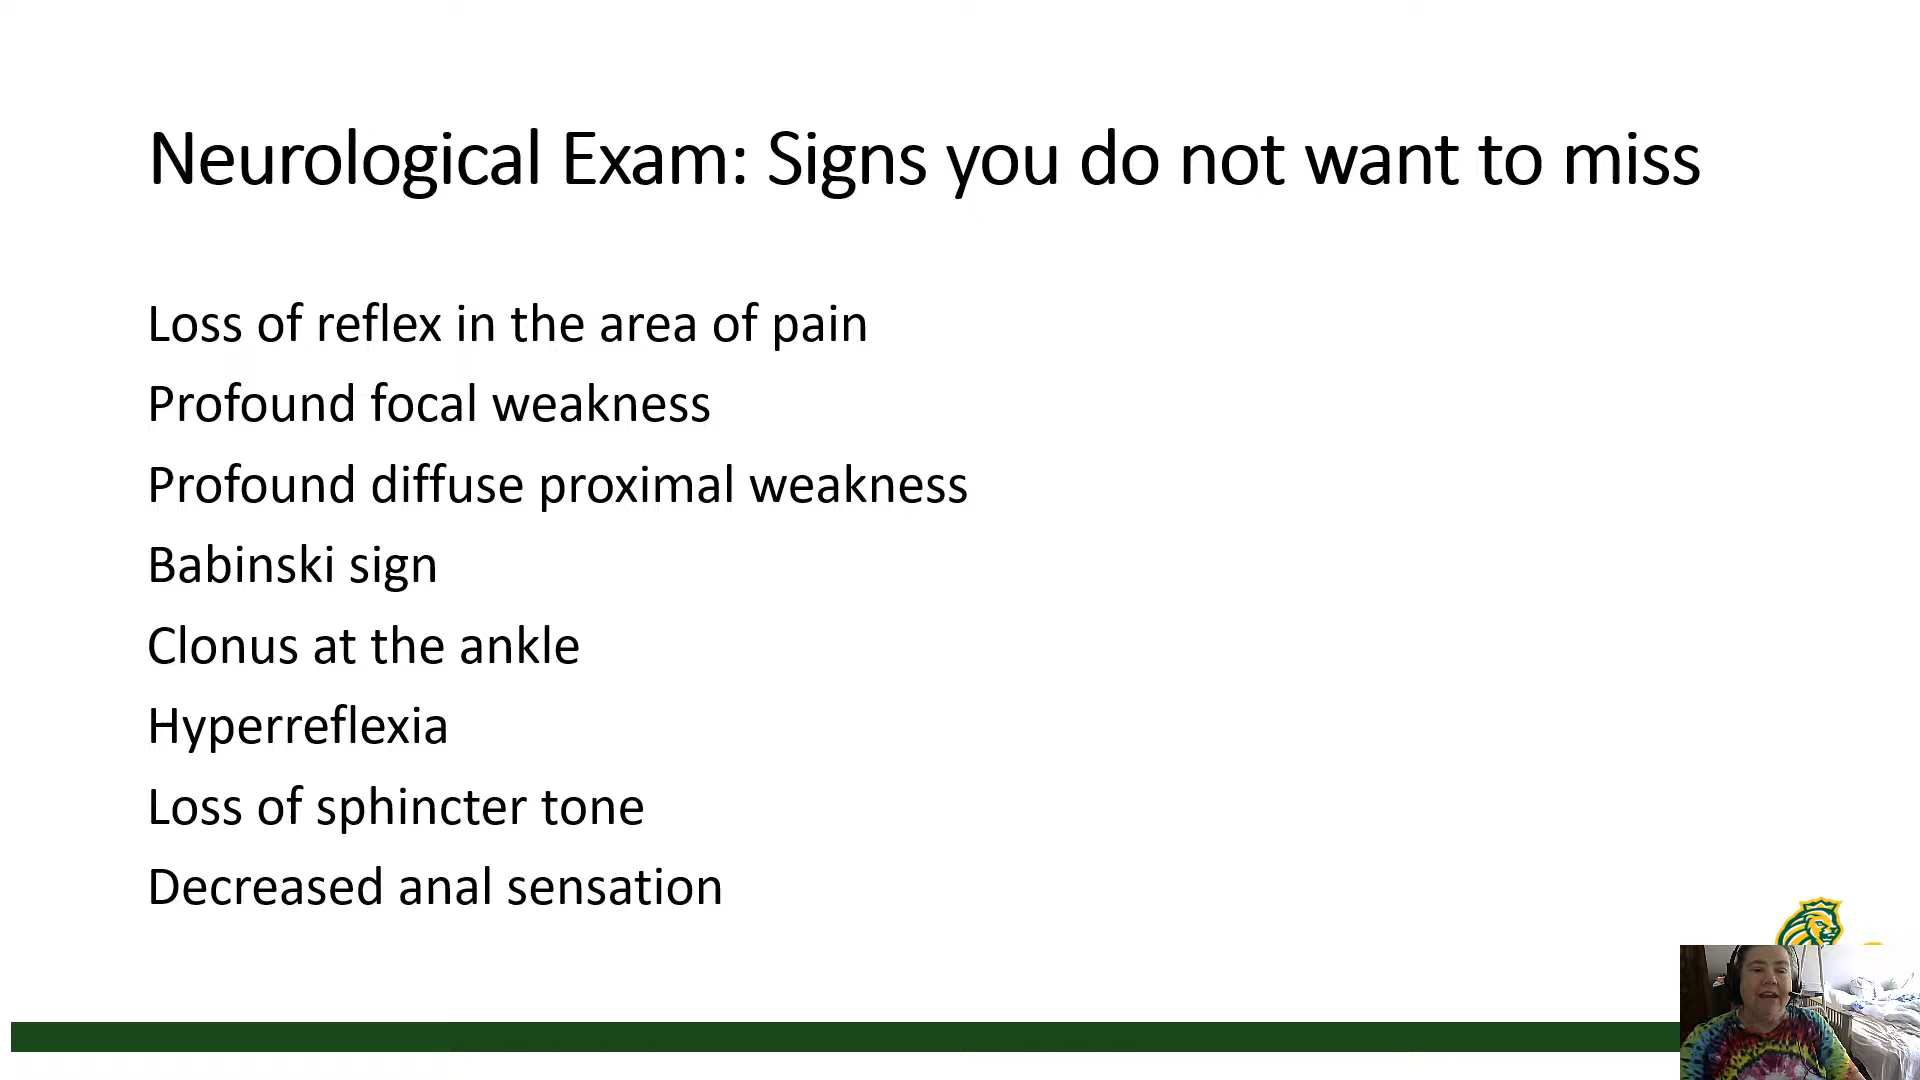 Neurological Exam: Signs you do not want to miss
Loss of reflex in the area of pain
Profound focal weakness
Profound diffuse proximal weakness
Babinski sign
Clonus at the ankle
Hyperreflexia
Loss of sphincter tone
Decreased anal sensation